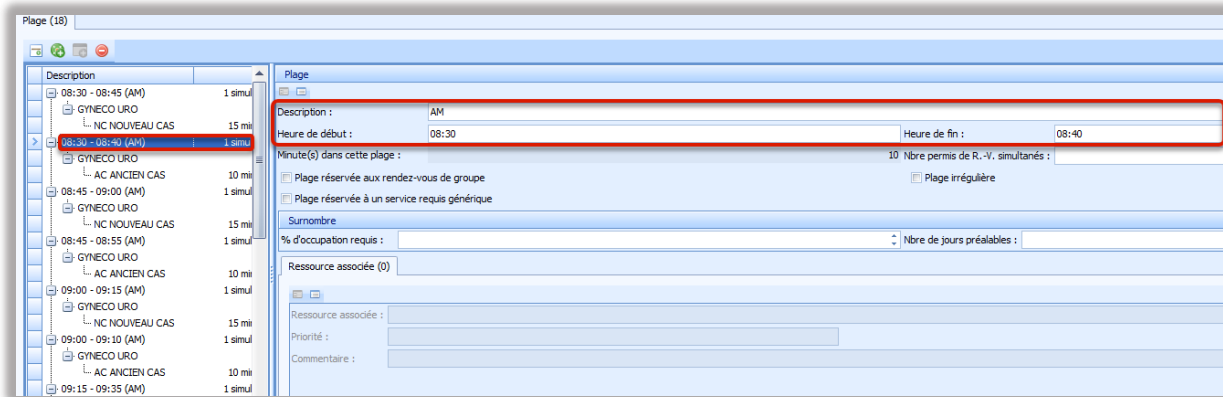 Plage (18)
Description
08:30 - 08:45 (AM) 1 simul
GYNECO URO
NC NOUVEAU CAS 15 mi
08:30 - 08:40 (AM) 1 simu
GYNECO URO
AC ANCIEN CAS 10 mi
08:45 - 09:00 (AM) 1 simul
GYNECO URO
NC NOUVEAU CAS 15 mi
08:45 - 08:55 (AM) 1 simul
GYNECO URO
AC ANCIEN CAS 10 mi
09:00 - 09:15 (AM) 1 simul
GYNECO URO
NC NOUVEAU CAS 15 mi
09:00 - 09:10 (AM) 1 simul
GYNECO URO
AC ANCIEN CAS 10 mi
09:15 - 09:35 (AM) 1 simul
Plage
Description : AM
Heure de début : 08:30 Heure de fin : 08:40
Minute(s) dans cette plage : 10 Nbre permis de R.-V. simultanés :
Plage réservée aux rendez-vous de groupe Plage irrégulière
Plage réservée à un service requis générique
Surnombre
% d'occupation requis : Nbre de jours préalables :
Ressource associée (0)
Ressource associée :
Priorité :
Commentaire :